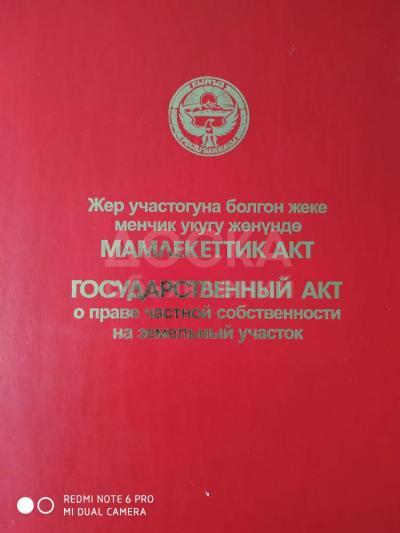 Жер участогуна болгон жеке
менчик укугу жөнүндө
МАМЛЕКЕТТИК АКТ
ГОСУДАРСТВЕННЫЙ АКТ
о праве частной собственности
на земельный участок
REDMI NOTE 6 PRO
MI DUAL CAMERA